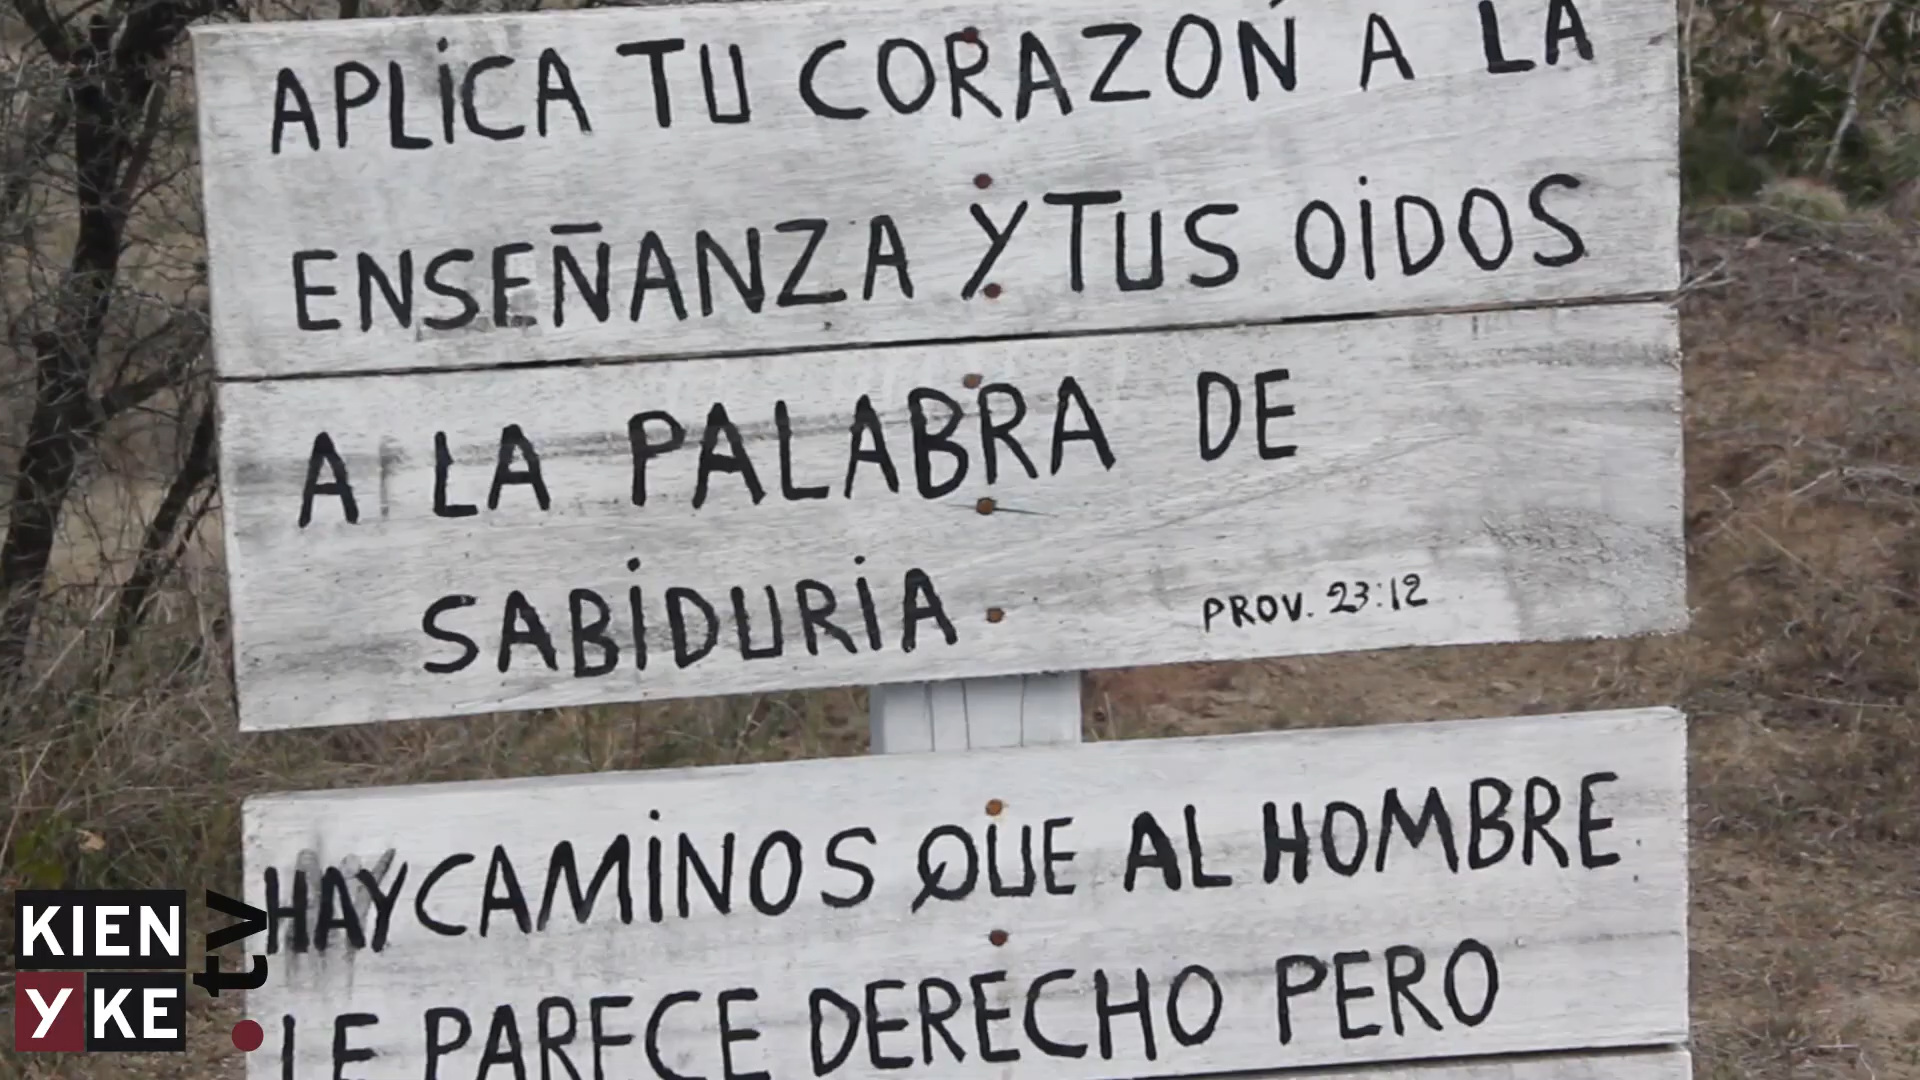 APLICA TU CORAZÓN A LA
ENSEÑANZA Y TUS OIDOS
A LA PALABRA DE
SABIDURIA.
PROV. 23:12
HAY CAMINOS QUE AL HOMBRE
LE PARECE DERECHO PERO
KIEN
Y KE
.tv